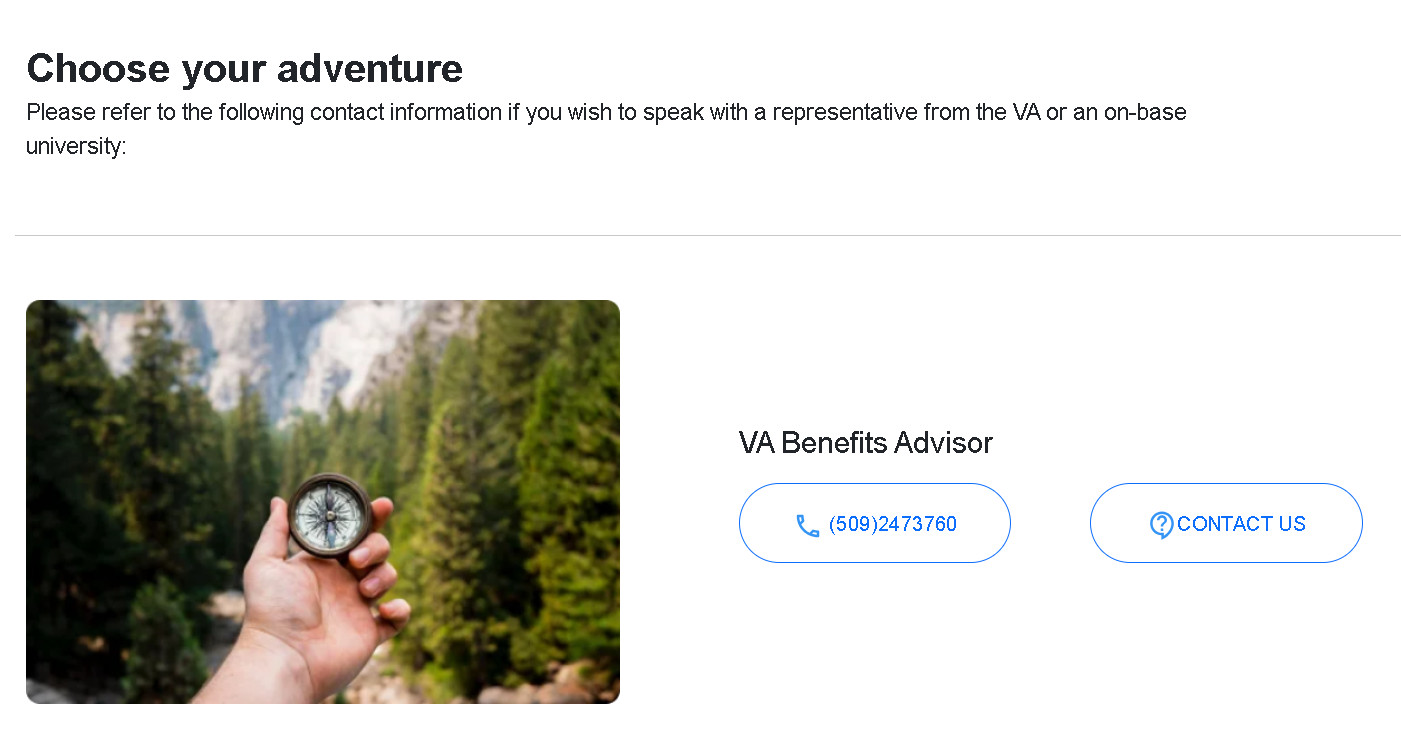 Choose your adventure
Please refer to the following contact information if you wish to speak with a representative from the VA or an on-base
university:
VA Benefits Advisor
(509)2473760
CONTACT US